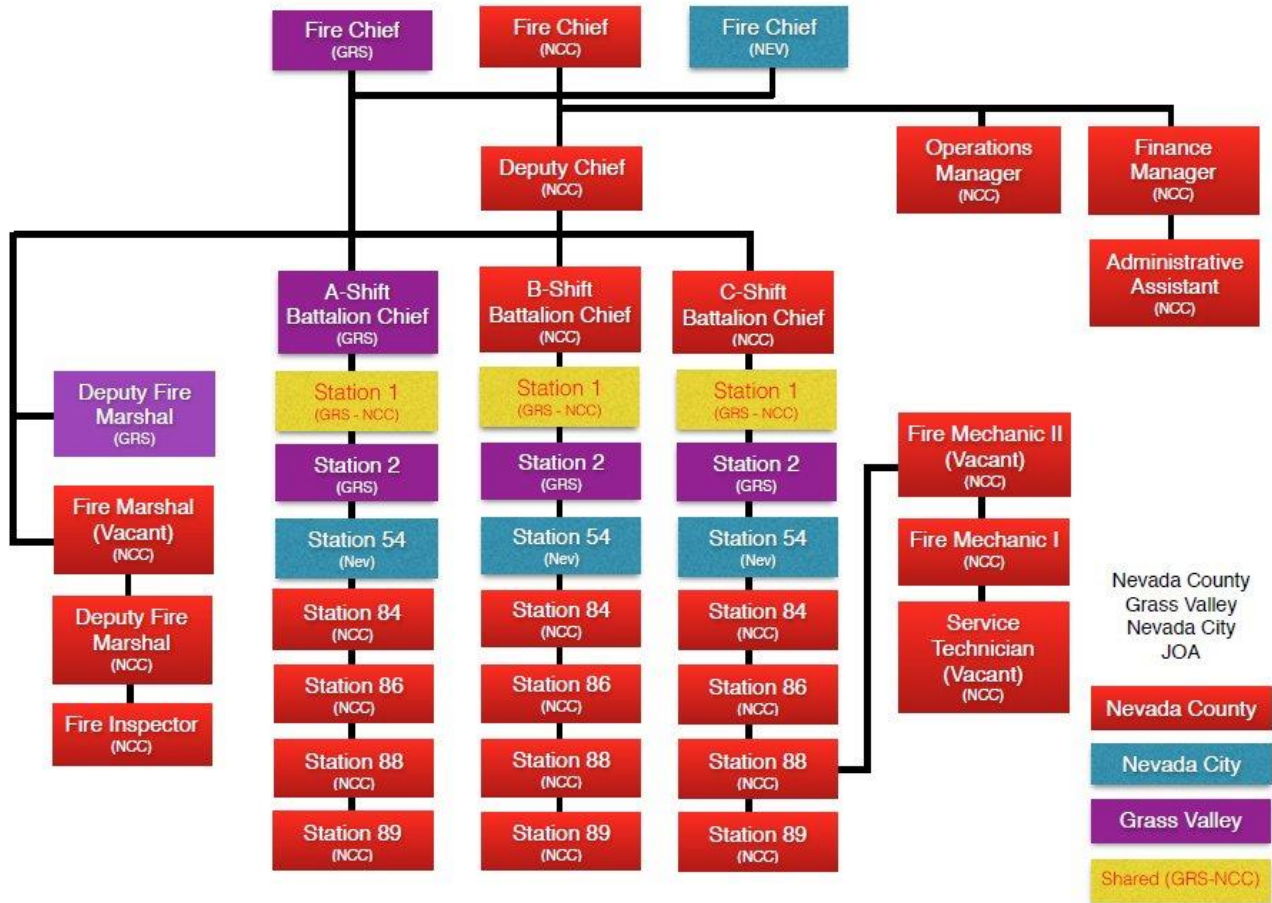 Fire Chief
(GRS)
Fire Chief
(NCC)
Fire Chief
(NEV)
Deputy Chief
(NCC)
Operations
Manager
(NCC)
Finance
Manager
(NCC)
Administrative
Assistant
(NCC)
A-Shift
Battalion Chief
(GRS)
B-Shift
Battalion Chief
(NCC)
C-Shift
Battalion Chief
(NCC)
Deputy Fire
Marshal
(GRS)
Fire Marshal
(Vacant)
(NCC)
Deputy Fire
Marshal
(NCC)
Fire Inspector
(NCC)
Station 1
(GRS - NCC)
Station 2
(GRS)
Station 54
(Nev)
Station 84
(NCC)
Station 86
(NCC)
Station 88
(NCC)
Station 89
(NCC)
Station 1
(GRS - NCC)
Station 2
(GRS)
Station 54
(Nev)
Station 84
(NCC)
Station 86
(NCC)
Station 88
(NCC)
Station 89
(NCC)
Station 1
(GRS - NCC)
Station 2
(GRS)
Station 54
(Nev)
Station 84
(NCC)
Station 86
(NCC)
Station 88
(NCC)
Station 89
(NCC)
Fire Mechanic II
(Vacant)
(NCC)
Fire Mechanic I
(NCC)
Service
Technician
(Vacant)
(NCC)
Nevada County
Grass Valley
Nevada City
JOA
Nevada County
Nevada City
Grass Valley
Shared (GRS-NCC)